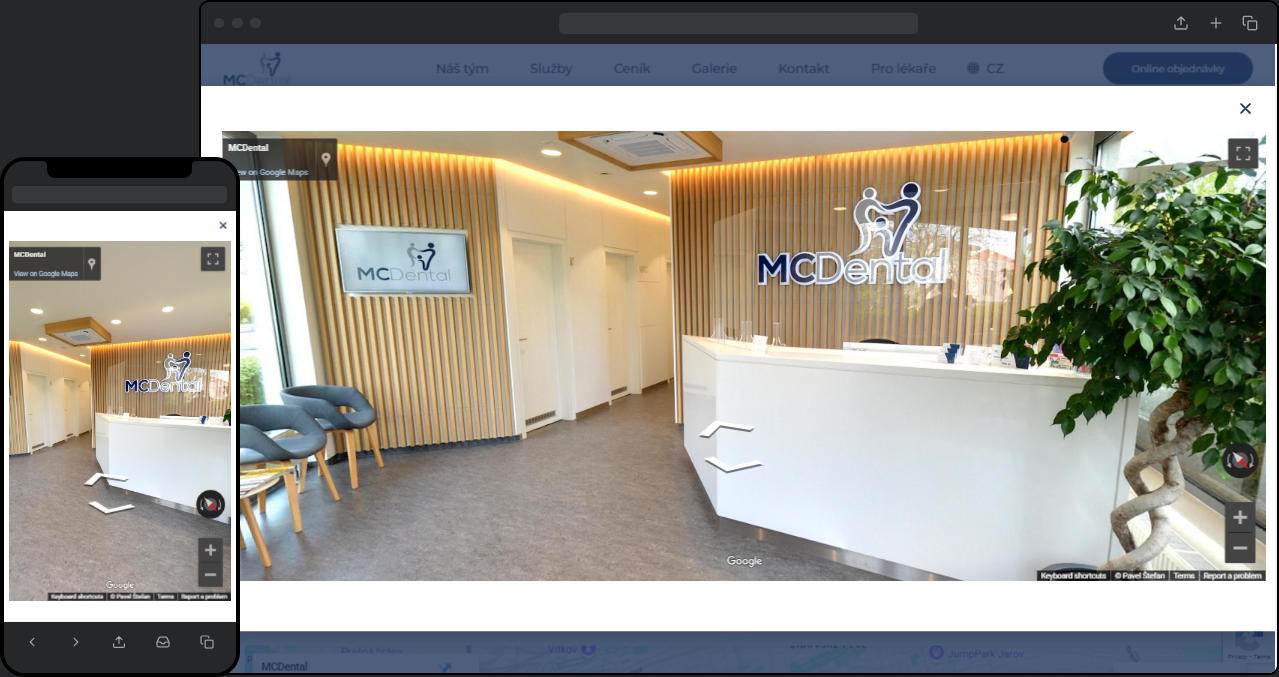 MCDental
Náš tým Služby Ceník Galerie Kontakt Pro lékaře CZ Online objednávky
MCDental
View on Google Maps
MCDental
MCDental
Google
Keyboard shortcuts © Pavel Štefan Terms Report a problem
MCDental
View on Google Maps
MCDental
Google
Keyboard shortcuts © Pavel Štefan Terms Report a problem
Vítkov
JumpPark Jarov
MCDental
Privacy - Terms